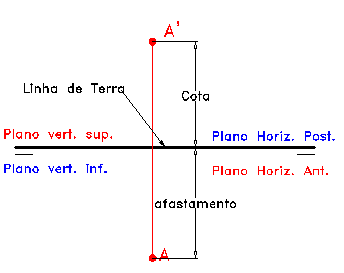 A'
Linha de Terra
Cota
Plano vert. sup.
Plano Horiz. Post.
Plano vert. Inf.
Plano Horiz. Ant.
afastamento
A